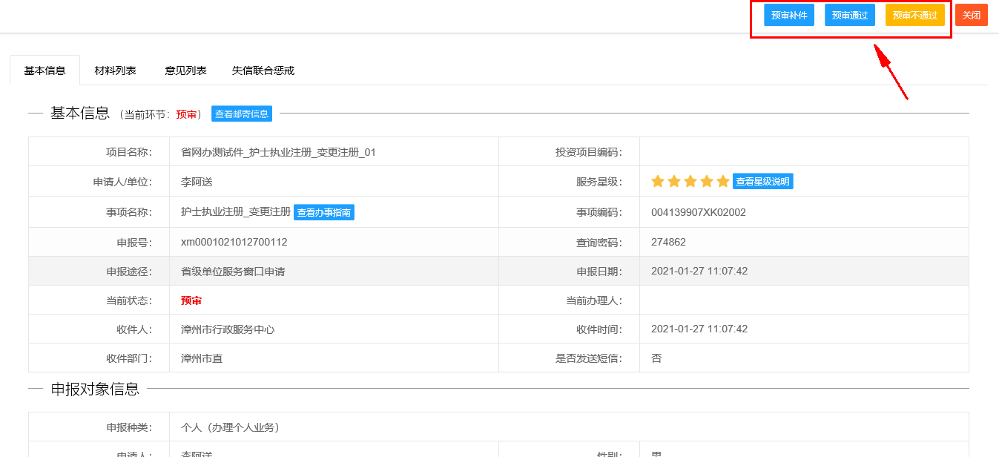 预审补件 预审通过 预审不通过 关闭
基本信息 材料列表 意见列表 失信联合惩戒
基本信息 （当前环节：预审） 查看邮寄信息
项目名称： 省网办测试件_护士执业注册_变更注册_01 投资项目编码：
申请人/单位： 李阿送 服务星级： 查看星级说明
事项名称： 护士执业注册_变更注册 查看办事指南 事项编码： 004139907XK02002
申报号： xm0001021012700112 查询密码： 274862
申报途径： 省级单位服务窗口申请 申报日期： 2021-01-27 11:07:42
当前状态： 预审 当前办理人：
收件人： 漳州市行政服务中心 收件时间： 2021-01-27 11:07:42
收件部门： 漳州市直 是否发送短信： 否
申报对象信息
申报种类： 个人（办理个人业务）
申请人： 李阿送 性别： 男